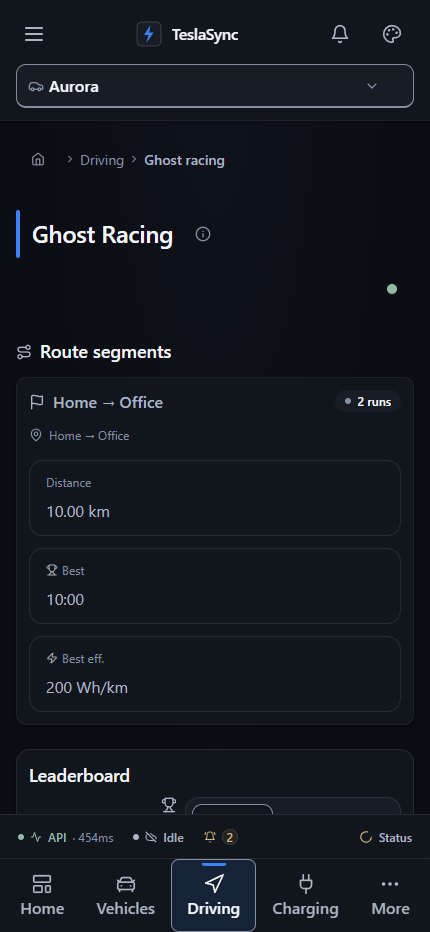 TeslaSync
Aurora
Driving
Ghost racing
Ghost Racing
Route segments
Home → Office
2 runs
Home → Office
Distance
10.00 km
Best
10:00
Best eff.
200 Wh/km
Leaderboard
API · 454ms
Idle
2
Status
Home
Vehicles
Driving
Charging
More